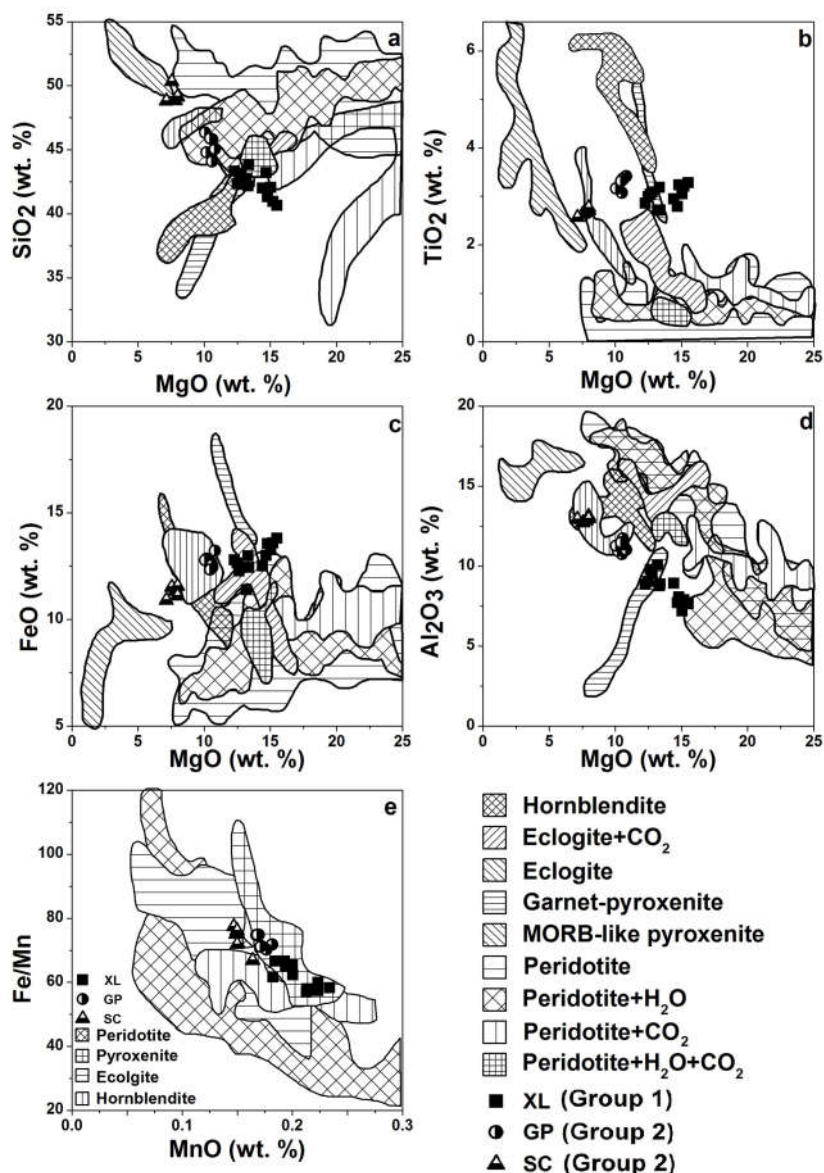 a
SiO₂ (wt. %)
55
50
45
40
35
30
0 5 10 15 20 25
MgO (wt. %)
b
TiO₂ (wt. %)
6
4
2
0
0 5 10 15 20 25
MgO (wt. %)
c
FeO (wt. %)
20
15
10
5
0 5 10 15 20 25
MgO (wt. %)
d
Al₂O₃ (wt. %)
20
15
10
5
0
0 5 10 15 20 25
MgO (wt. %)
e
Fe/Mn
120
100
80
60
40
20
XL
GP
SC
Peridotite
Pyroxenite
Ecolgite
Hornblendite
0.0 0.1 0.2 0.3
MnO (wt. %)
Hornblendite
Eclogite+CO₂
Eclogite
Garnet-pyroxenite
MORB-like pyroxenite
Peridotite
Peridotite+H₂O
Peridotite+CO₂
Peridotite+H₂O+CO₂
XL (Group 1)
GP (Group 2)
SC (Group 2)